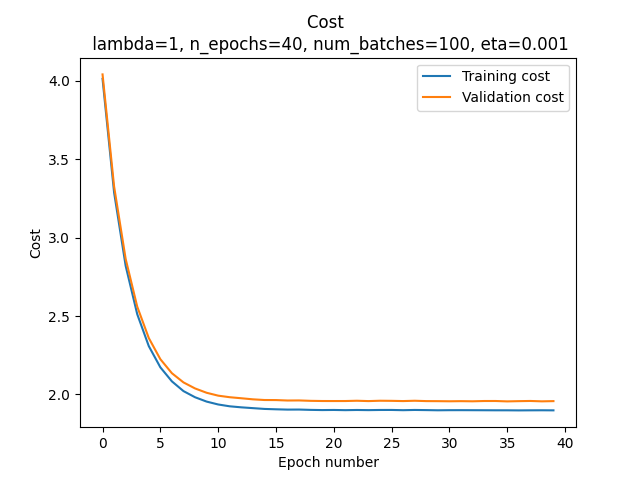 Cost
lambda=1, n_epochs=40, num_batches=100, eta=0.001
Training cost
Validation cost
4.0
3.5
3.0
2.5
2.0
Cost
0 5 10 15 20 25 30 35 40
Epoch number